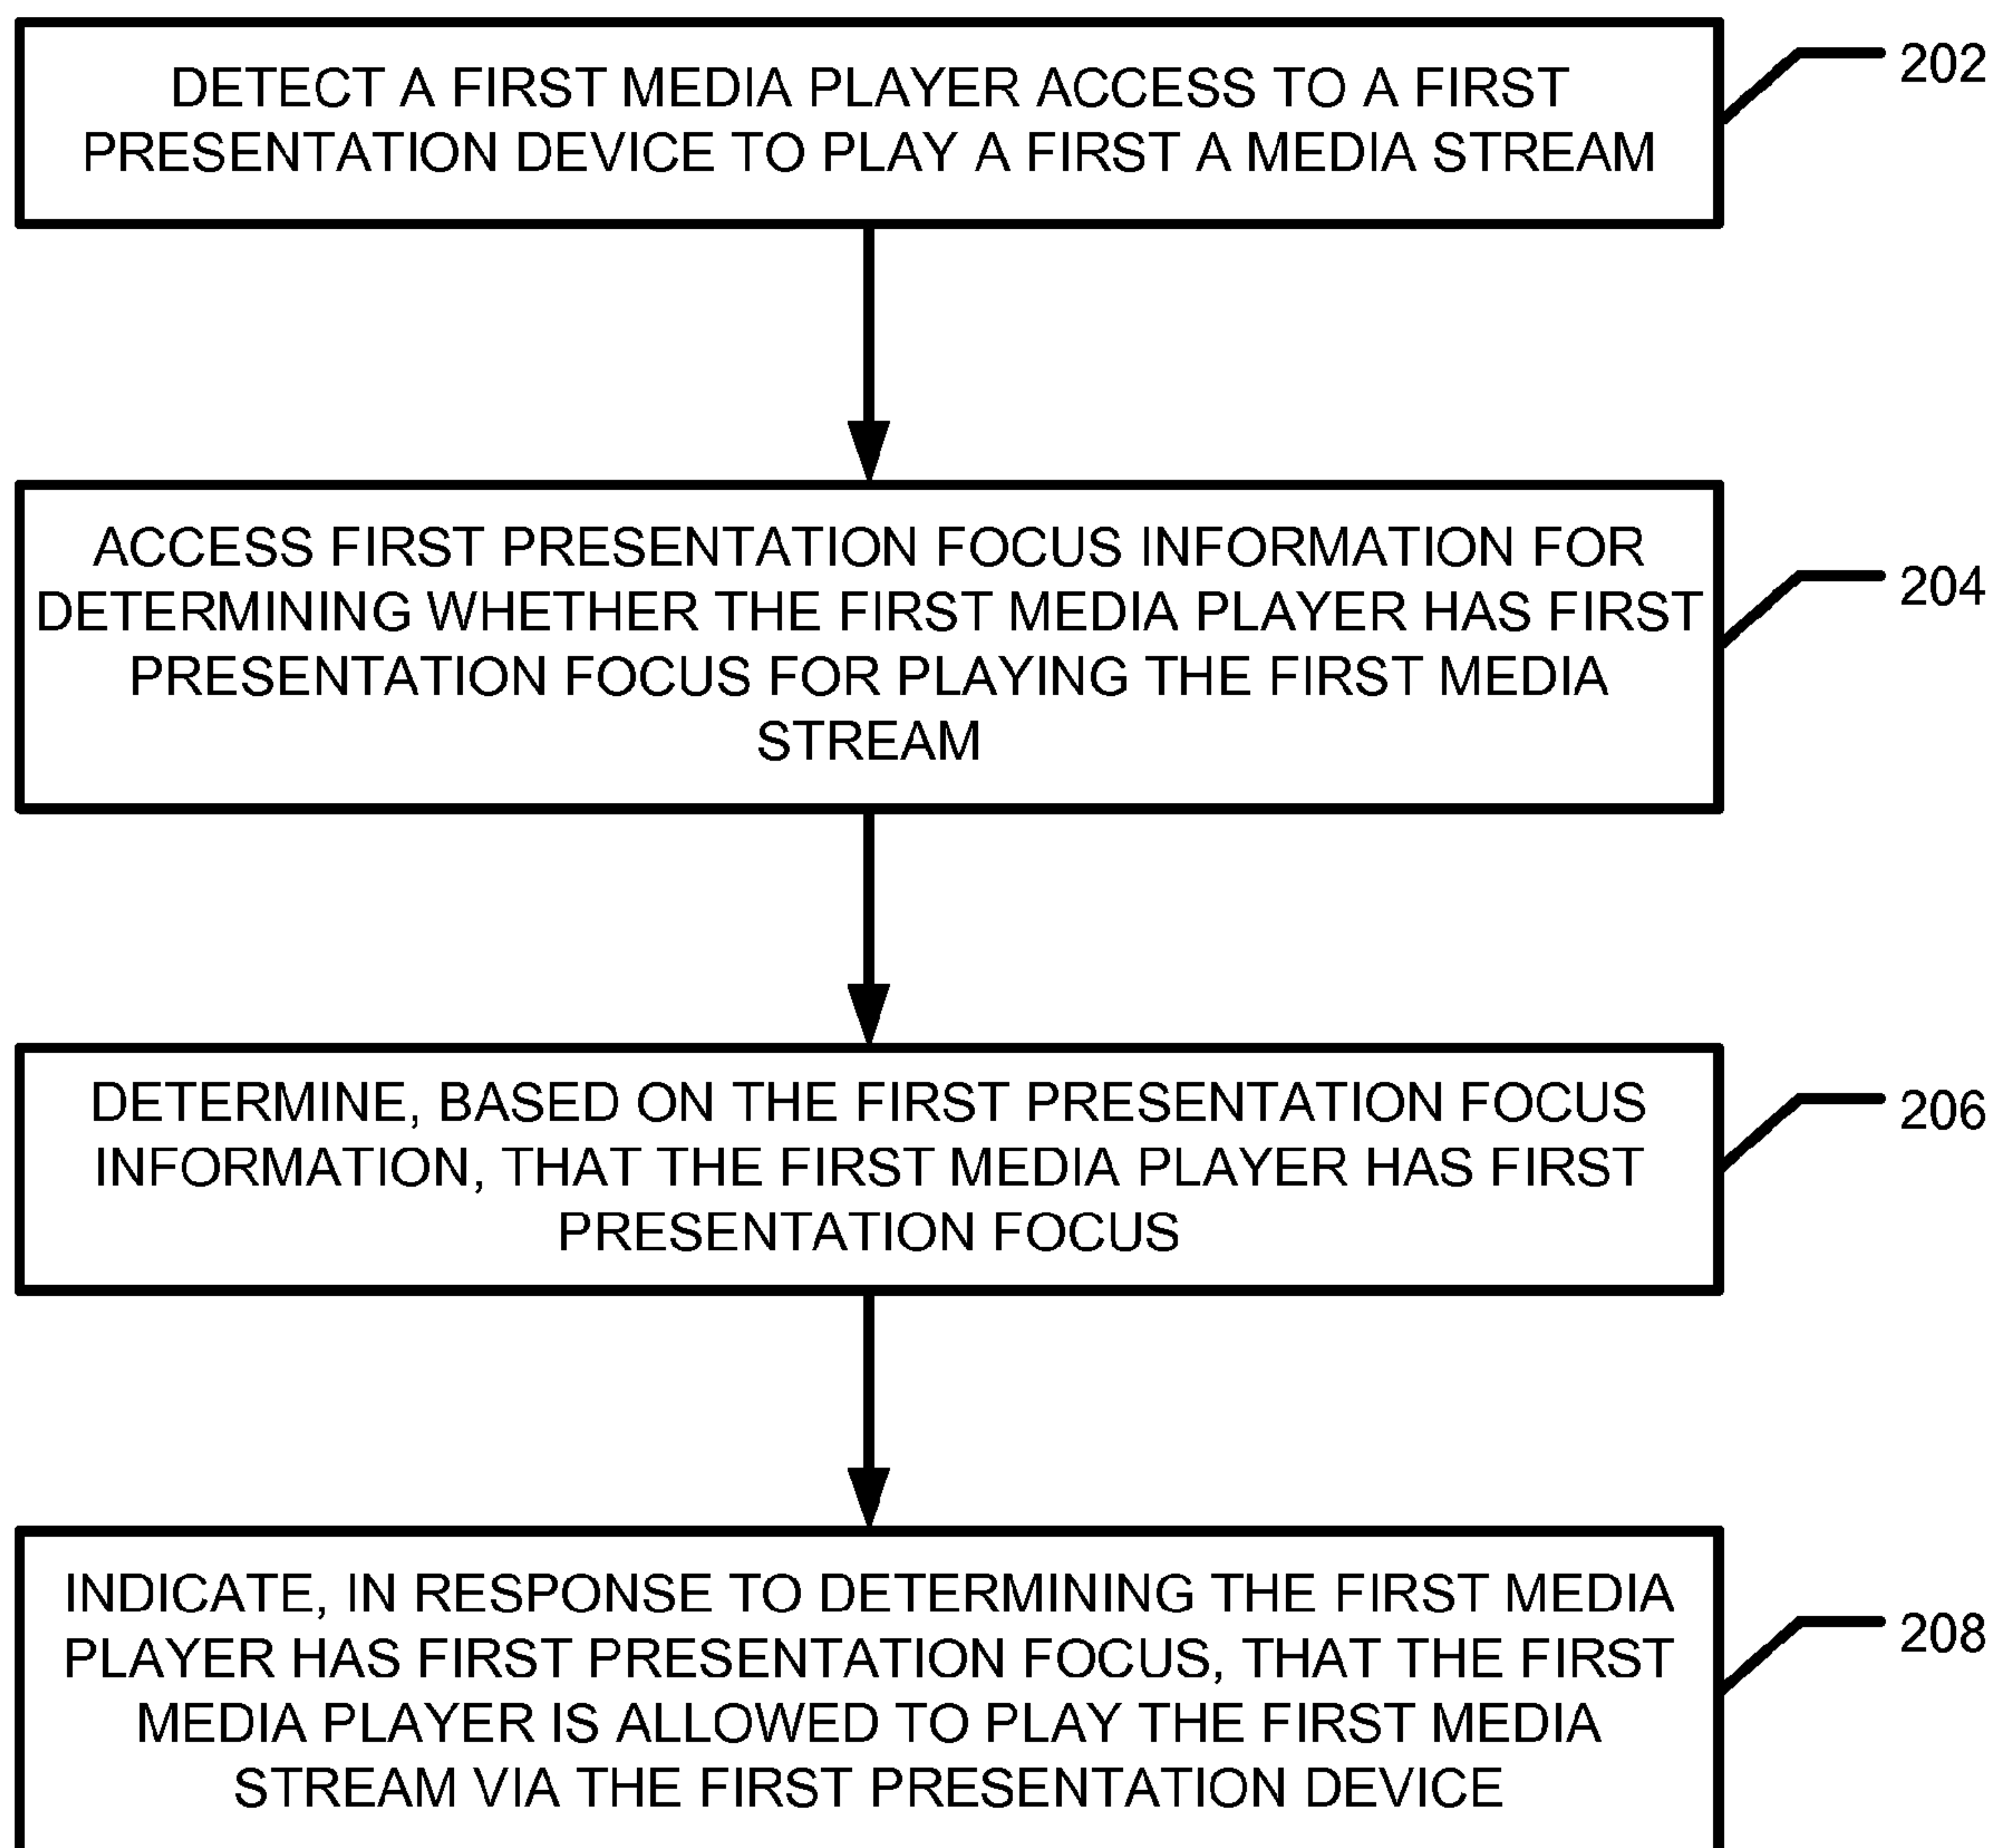 DETECT A FIRST MEDIA PLAYER ACCESS TO A FIRST
PRESENTATION DEVICE TO PLAY A FIRST A MEDIA STREAM
202
ACCESS FIRST PRESENTATION FOCUS INFORMATION FOR
DETERMINING WHETHER THE FIRST MEDIA PLAYER HAS FIRST
PRESENTATION FOCUS FOR PLAYING THE FIRST MEDIA
STREAM
204
DETERMINE, BASED ON THE FIRST PRESENTATION FOCUS
INFORMATION, THAT THE FIRST MEDIA PLAYER HAS FIRST
PRESENTATION FOCUS
206
INDICATE, IN RESPONSE TO DETERMINING THE FIRST MEDIA
PLAYER HAS FIRST PRESENTATION FOCUS, THAT THE FIRST
MEDIA PLAYER IS ALLOWED TO PLAY THE FIRST MEDIA
STREAM VIA THE FIRST PRESENTATION DEVICE
208